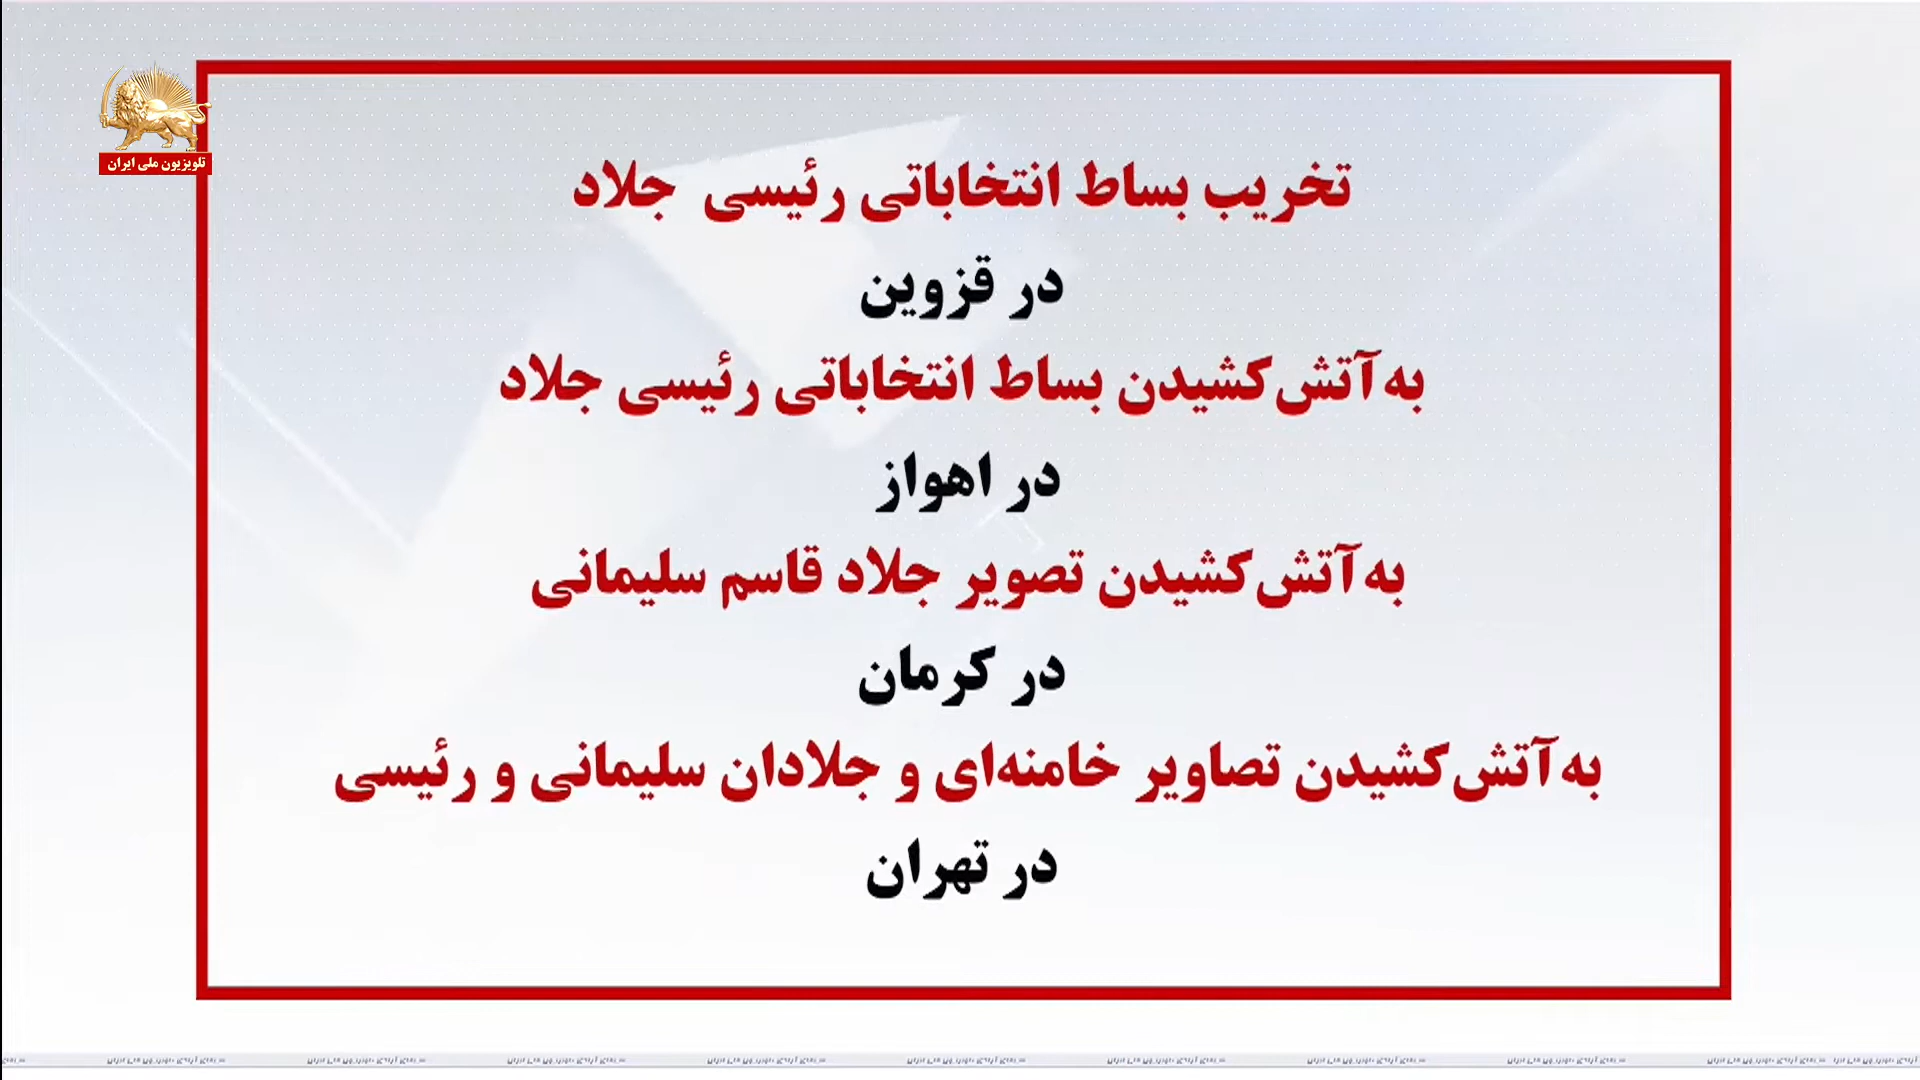 تلویزیون ملی ایران
تخریب بساط انتخاباتی رئیسی جلاد
در قزوین
به‌آتش‌کشیدن بساط انتخاباتی رئیسی جلاد
در اهواز
به‌آتش‌کشیدن تصویر جلاد قاسم سلیمانی
در کرمان
به‌آتش‌کشیدن تصاویر خامنه‌ای و جلادان سلیمانی و رئیسی
در تهران